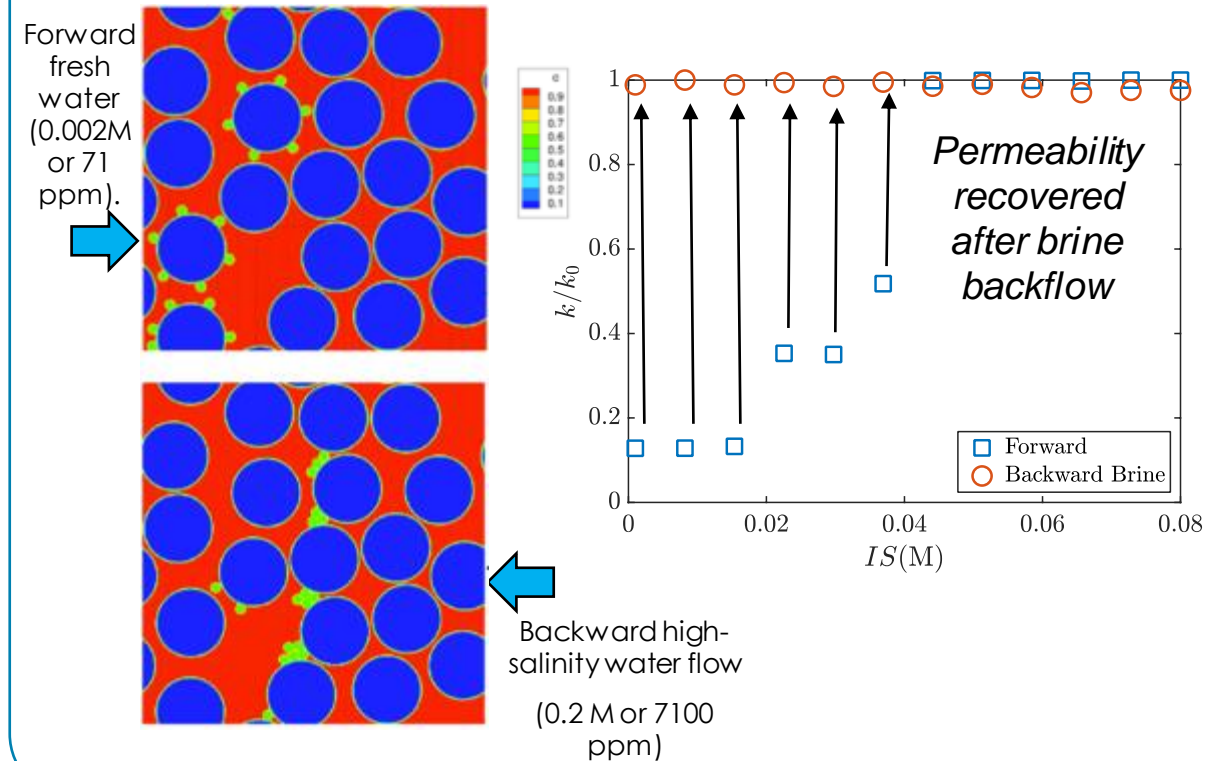 Forward
fresh
water
(0.002M
or 71
ppm).
0.9
0.8
0.7
0.6
0.5
0.4
0.3
0.2
0.1
Backward high-
salinity water flow
(0.2 M or 7100
ppm)
1
0.8
0.6
0.4
0.2
0
k/k0
0 0.02 0.04 0.06 0.08
IS(M)
Permeability
recovered
after brine
backflow
Forward
Backward Brine